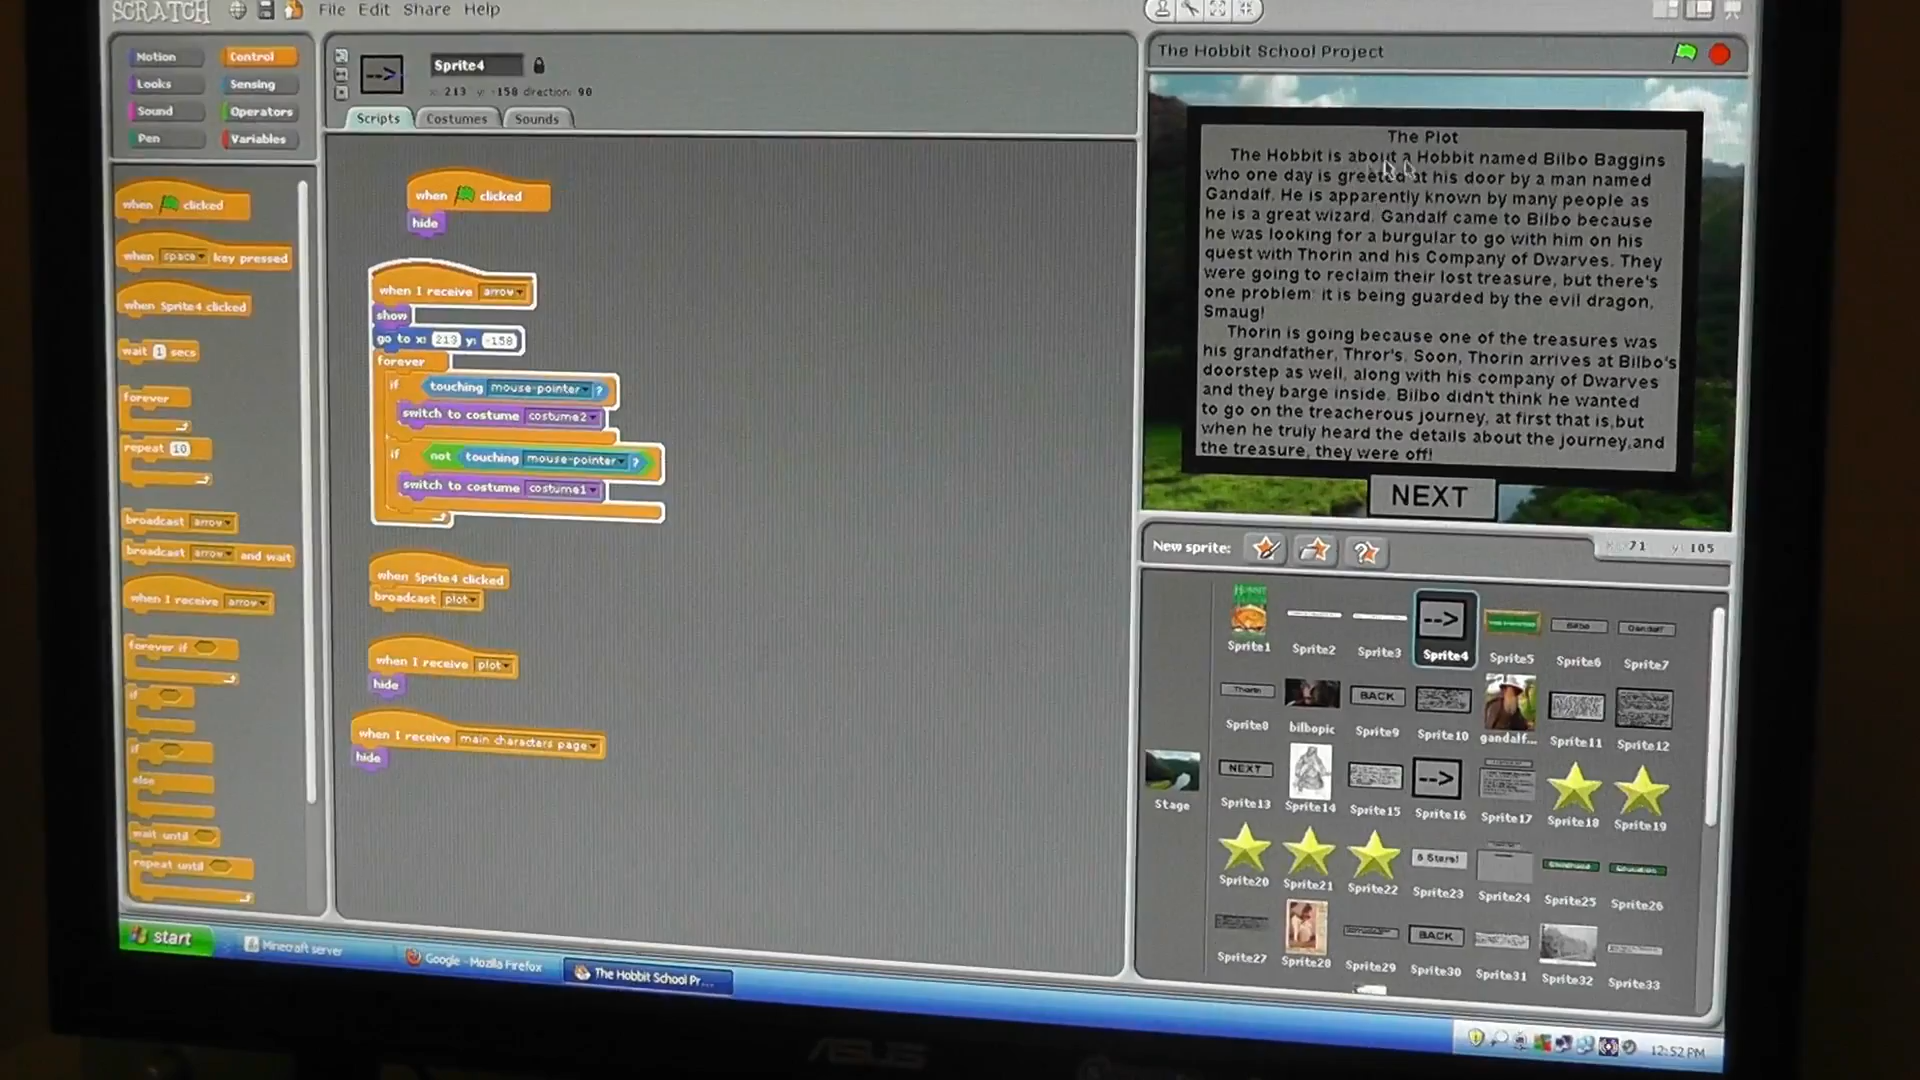 SCRATCH File Edit Share Help
Motion Control
Looks Sensing
Sound Operators
Pen Variables
when clicked
when space key pressed
when Sprite4 clicked
wait 1 secs
forever
repeat 10
broadcast arrow
broadcast arrow and wait
when I receive arrow
forever if
if
if
else
wait until
repeat until
-->
Sprite4
x: 213 y: -158 direction: 90
Scripts Costumes Sounds
when clicked
hide
when I receive arrow
show
go to x: 213 y: -158
forever
if touching mouse-pointer ?
switch to costume costume2
if not touching mouse-pointer ?
switch to costume costume1
when Sprite4 clicked
broadcast plot
when I receive plot
hide
when I receive main characters page
hide
The Hobbit School Project
The Plot
The Hobbit is about a Hobbit named Bilbo Baggins
who one day is greeted at his door by a man named
Gandalf. He is apparently known by many people as
he is a great wizard. Gandalf came to Bilbo because
he was looking for a burgular to go with him on his
quest with Thorin and his Company of Dwarves. They
were going to reclaim their lost treasure, but there's
one problem: it is being guarded by the evil dragon,
Smaug!
Thorin is going because one of the treasures was
his grandfather, Thror's. Soon, Thorin arrives at Bilbo's
doorstep as well, along with his company of Dwarves
and they barge inside. Bilbo didn't think he wanted
to go on the treacherous journey, at first that is,but
when he truly heard the details about the journey,and
the treasure, they were off!
NEXT
New sprite:
x: -71 y: 105
--> Bilbo Gandalf
Sprite1 Sprite2 Sprite3 Sprite4 Sprite5 Sprite6 Sprite7
Thorin BACK
Sprite8 bilbopic Sprite9 Sprite10 gandalf... Sprite11 Sprite12
NEXT -->
Stage
Sprite13 Sprite14 Sprite15 Sprite16 Sprite17 Sprite18 Sprite19
5 Stars!
Sprite20 Sprite21 Sprite22 Sprite23 Sprite24 Sprite25 Sprite26
BACK
Sprite27 Sprite28 Sprite29 Sprite30 Sprite31 Sprite32 Sprite33
start Minecraft server Google - Mozilla Firefox The Hobbit School Pr...
12:52 PM
ASUS